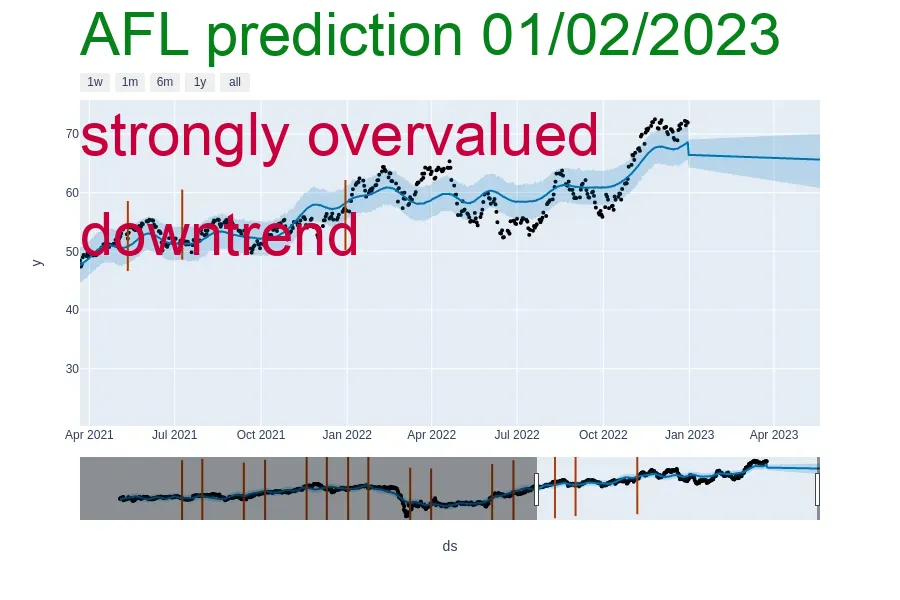 AFL prediction 01/02/2023
1w 1m 6m 1y all
strongly overvalued
downtrend
70
60
50
40
30
y
Apr 2021 Jul 2021 Oct 2021 Jan 2022 Apr 2022 Jul 2022 Oct 2022 Jan 2023 Apr 2023
ds